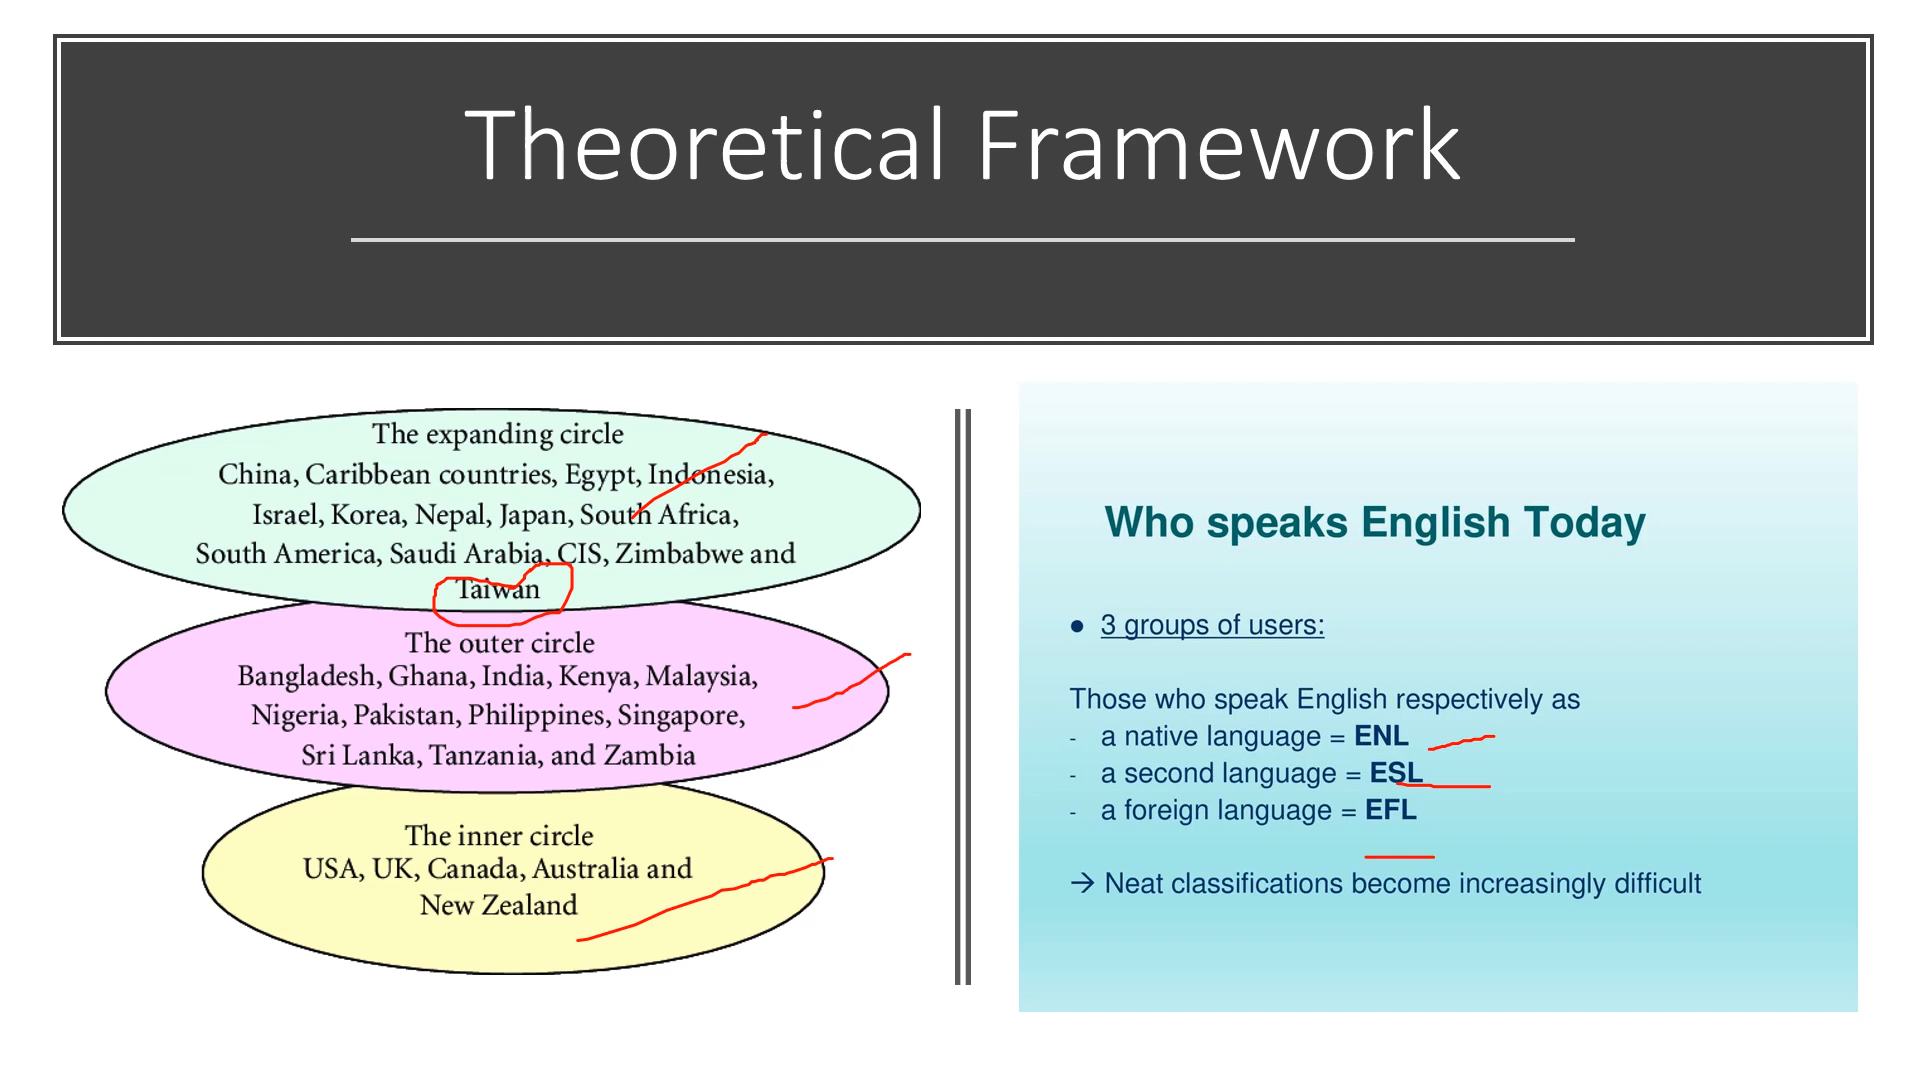 Theoretical Framework
The expanding circle
China, Caribbean countries, Egypt, Indonesia,
Israel, Korea, Nepal, Japan, South Africa,
South America, Saudi Arabia, CIS, Zimbabwe and
Taiwan
The outer circle
Bangladesh, Ghana, India, Kenya, Malaysia,
Nigeria, Pakistan, Philippines, Singapore,
Sri Lanka, Tanzania, and Zambia
The inner circle
USA, UK, Canada, Australia and
New Zealand
Who speaks English Today
● 3 groups of users:
Those who speak English respectively as
- a native language = ENL
- a second language = ESL
- a foreign language = EFL
→ Neat classifications become increasingly difficult